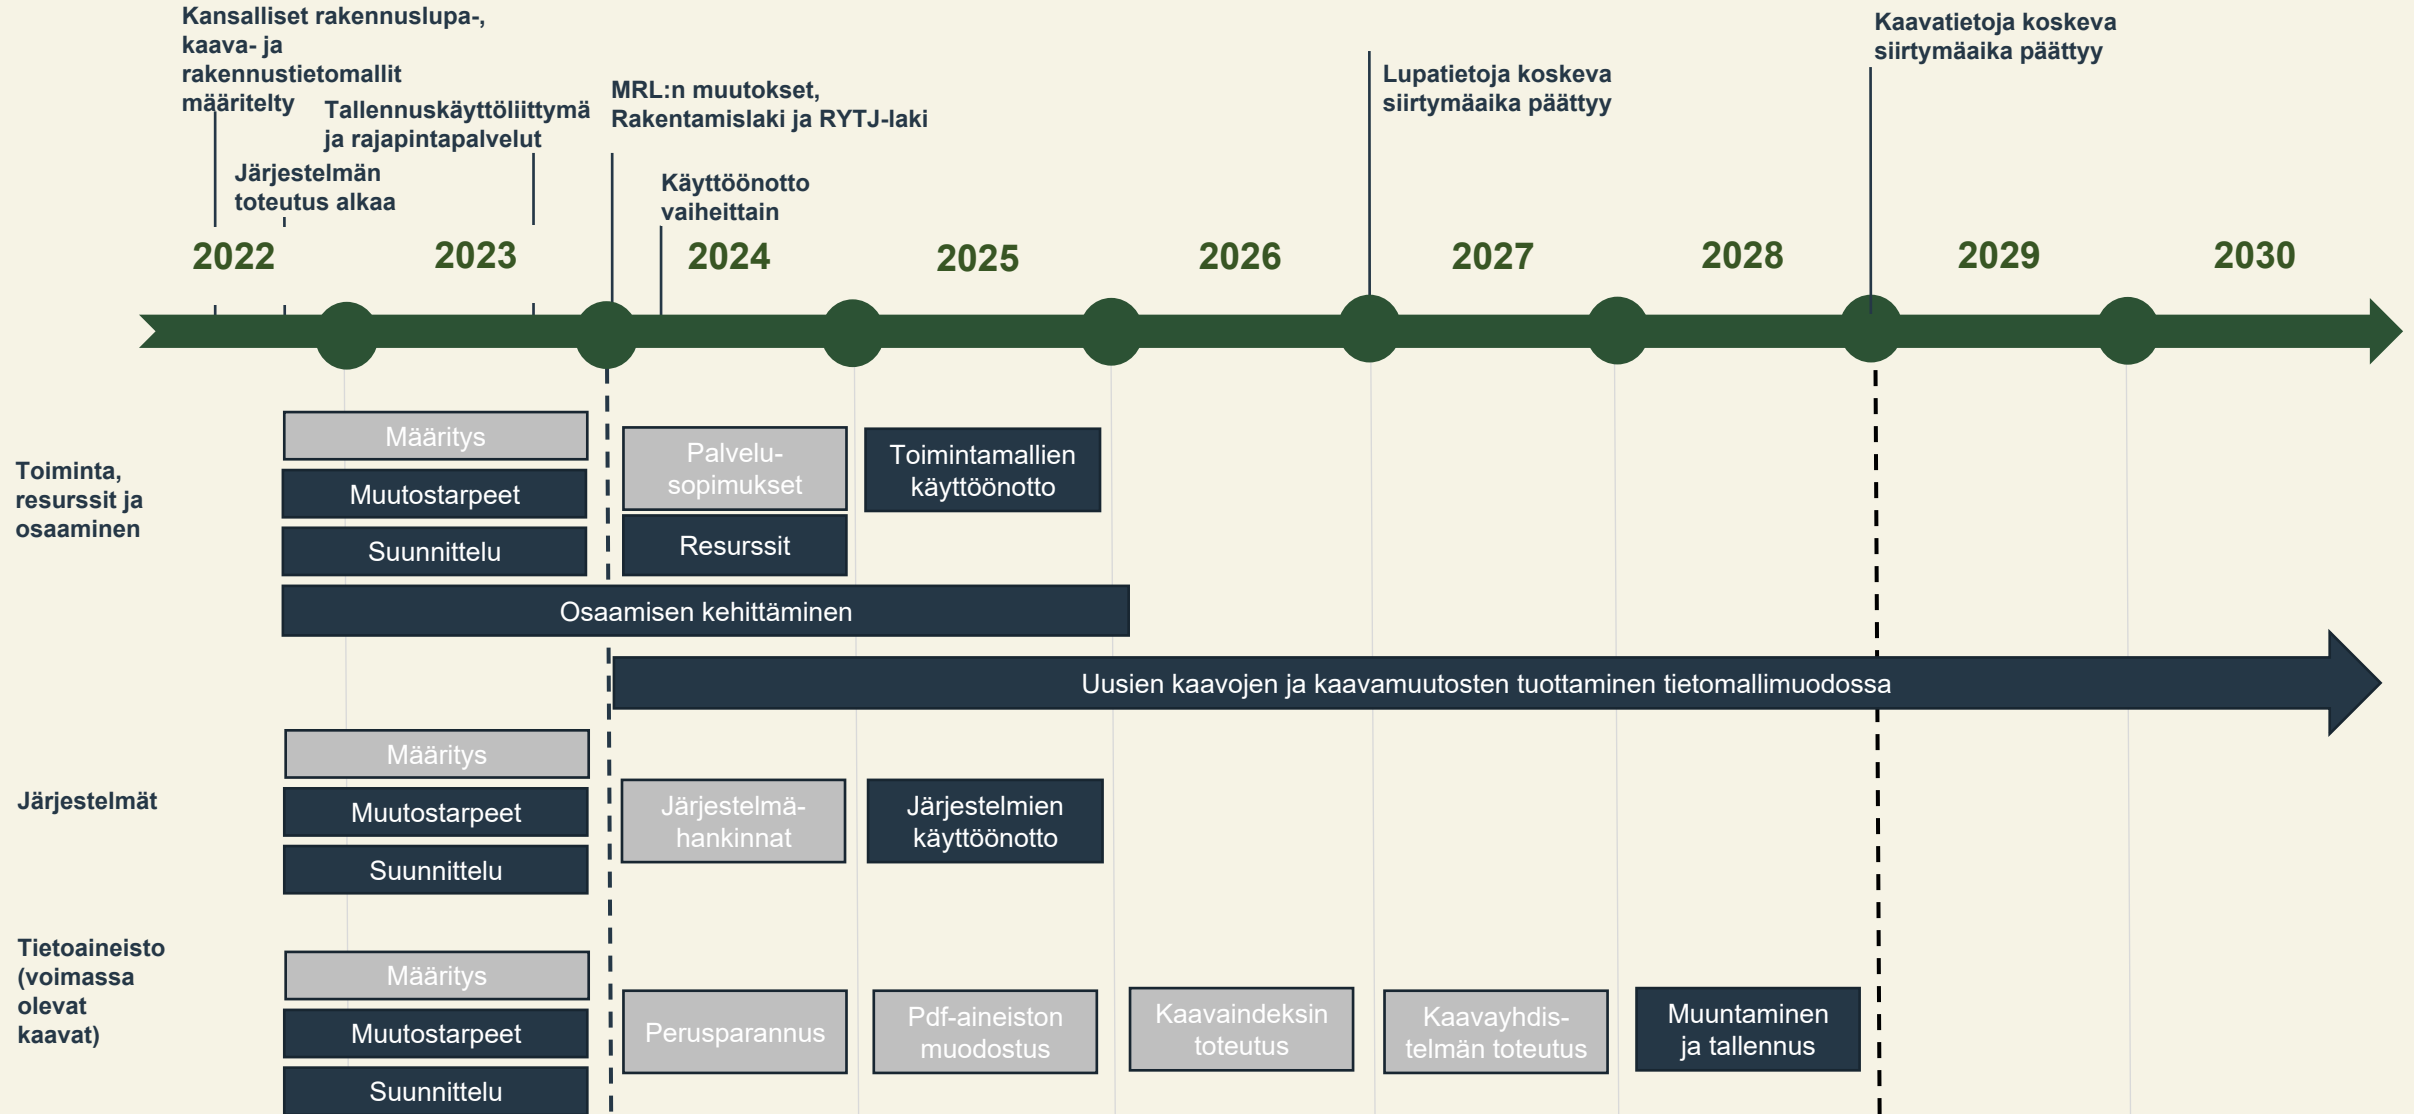 Kansalliset rakennuslupa-,
kaava- ja
rakennustietomallit
määritelty
Tallennuskäyttöliittymä
ja rajapintapalvelut
Järjestelmän
toteutus alkaa
MRL:n muutokset,
Rakentamislaki ja RYTJ-laki
Käyttöönotto
vaiheittain
Lupatietoja koskeva
siirtymäaika päättyy
Kaavatietoja koskeva
siirtymäaika päättyy
2022
2023
2024
2025
2026
2027
2028
2029
2030
Toiminta,
resurssit ja
osaaminen
Määritys
Muutostarpeet
Suunnittelu
Palvelu-
sopimukset
Resurssit
Toimintamallien
käyttöönotto
Osaamisen kehittäminen
Uusien kaavojen ja kaavamuutosten tuottaminen tietomallimuodossa
Järjestelmät
Määritys
Muutostarpeet
Suunnittelu
Järjestelmä-
hankinnat
Järjestelmien
käyttöönotto
Tietoaineisto
(voimassa
olevat
kaavat)
Määritys
Muutostarpeet
Suunnittelu
Perusparannus
Pdf-aineiston
muodostus
Kaavaindeksin
toteutus
Kaavayhdis-
telmän toteutus
Muuntaminen
ja tallennus